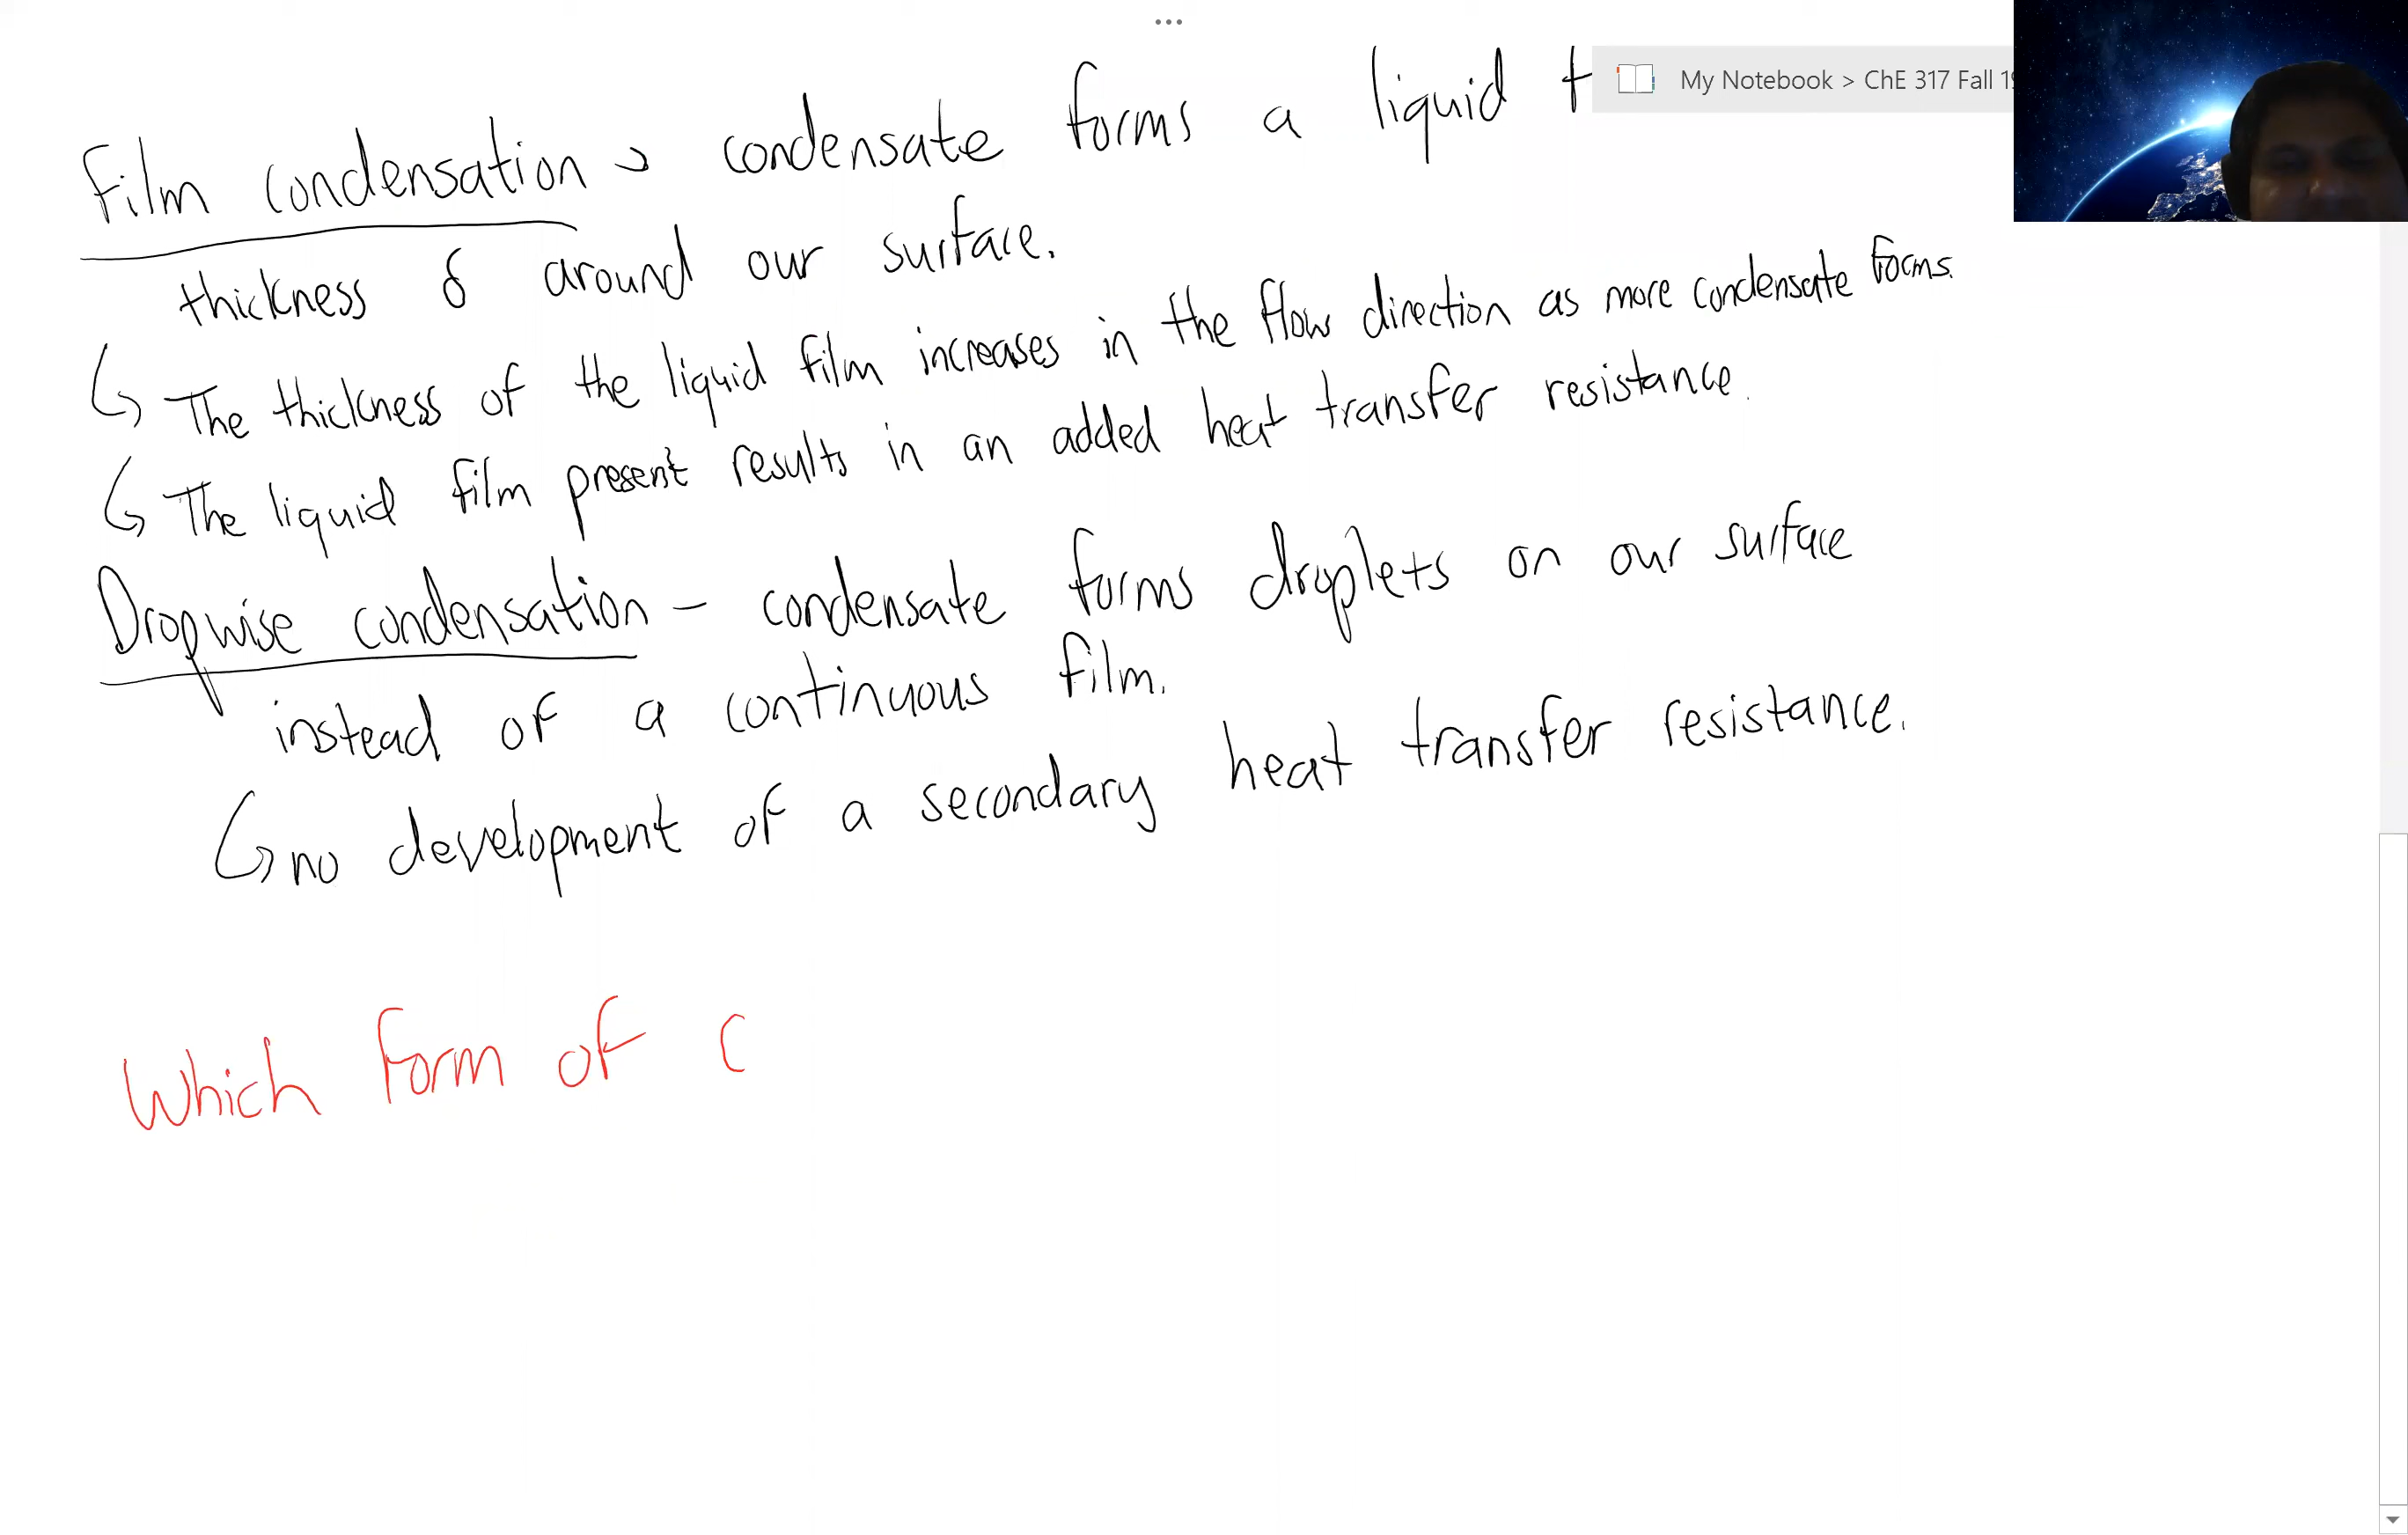 ...
My Notebook > ChE 317 Fall 19
Film condensation → condensate forms a liquid
thickness δ around our surface.
↳ The thickness of the liquid film increases in the flow direction as more condensate forms.
↳ The liquid film present results in an added heat transfer resistance.
Dropwise condensation – condensate forms droplets on our surface
instead of a continuous film.
↳ no development of a secondary heat transfer resistance.
Which form of c